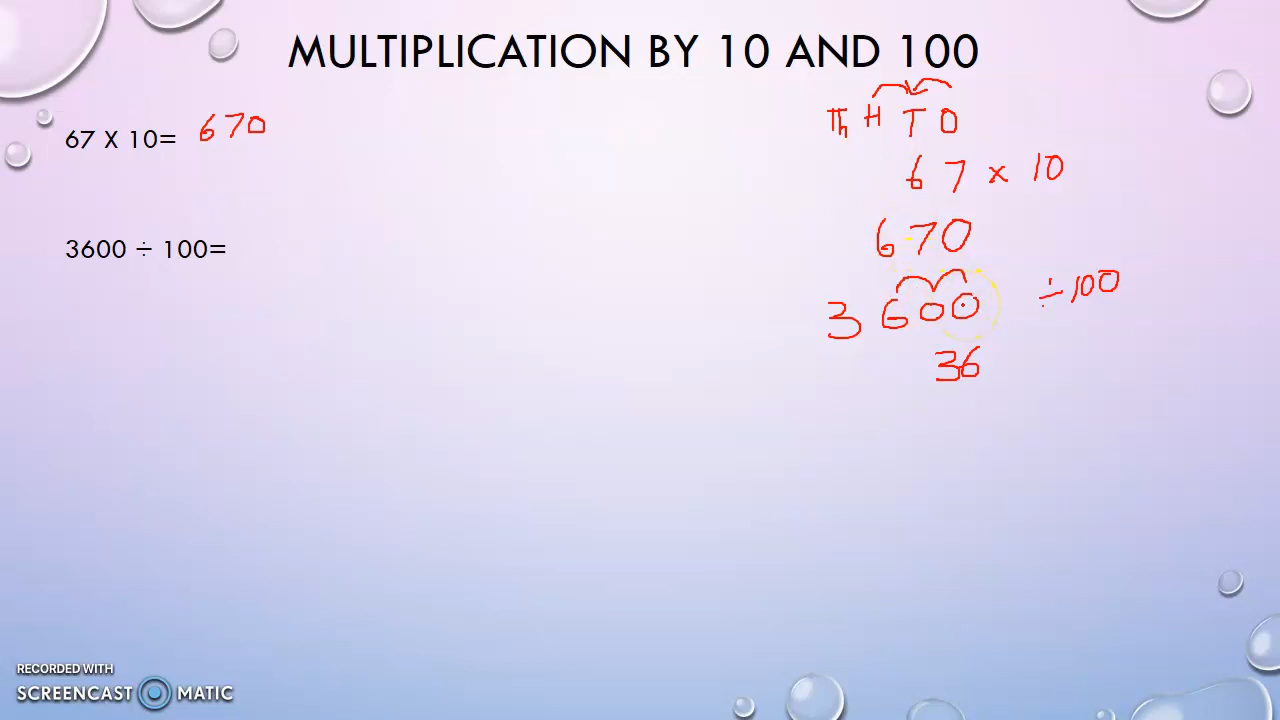 MULTIPLICATION BY 10 AND 100
67 X 10= 670
3600 ÷ 100=
Th H T O
67 × 10
670
3600 ÷100
36
RECORDED WITH
SCREENCAST MATIC